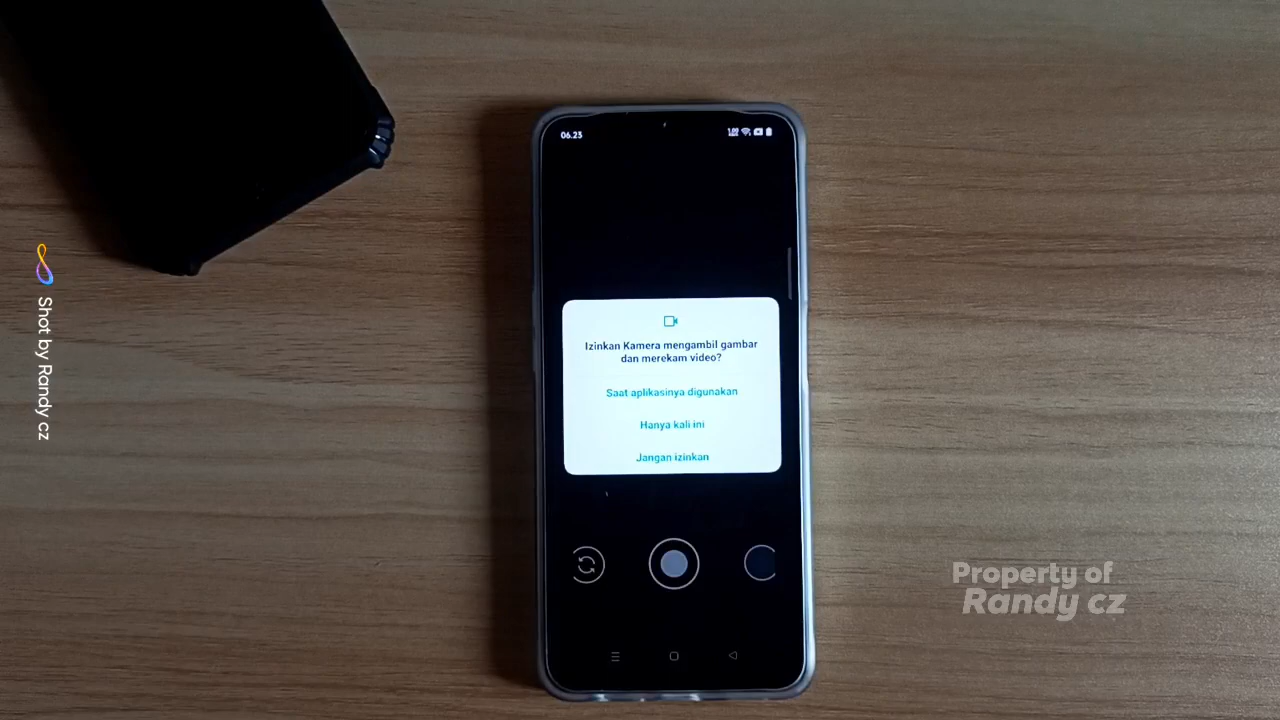 06.23
Izinkan Kamera mengambil gambar
dan merekam video?
Saat aplikasinya digunakan
Hanya kali ini
Jangan izinkan
Shot by Randy cz
Property of
Randy cz